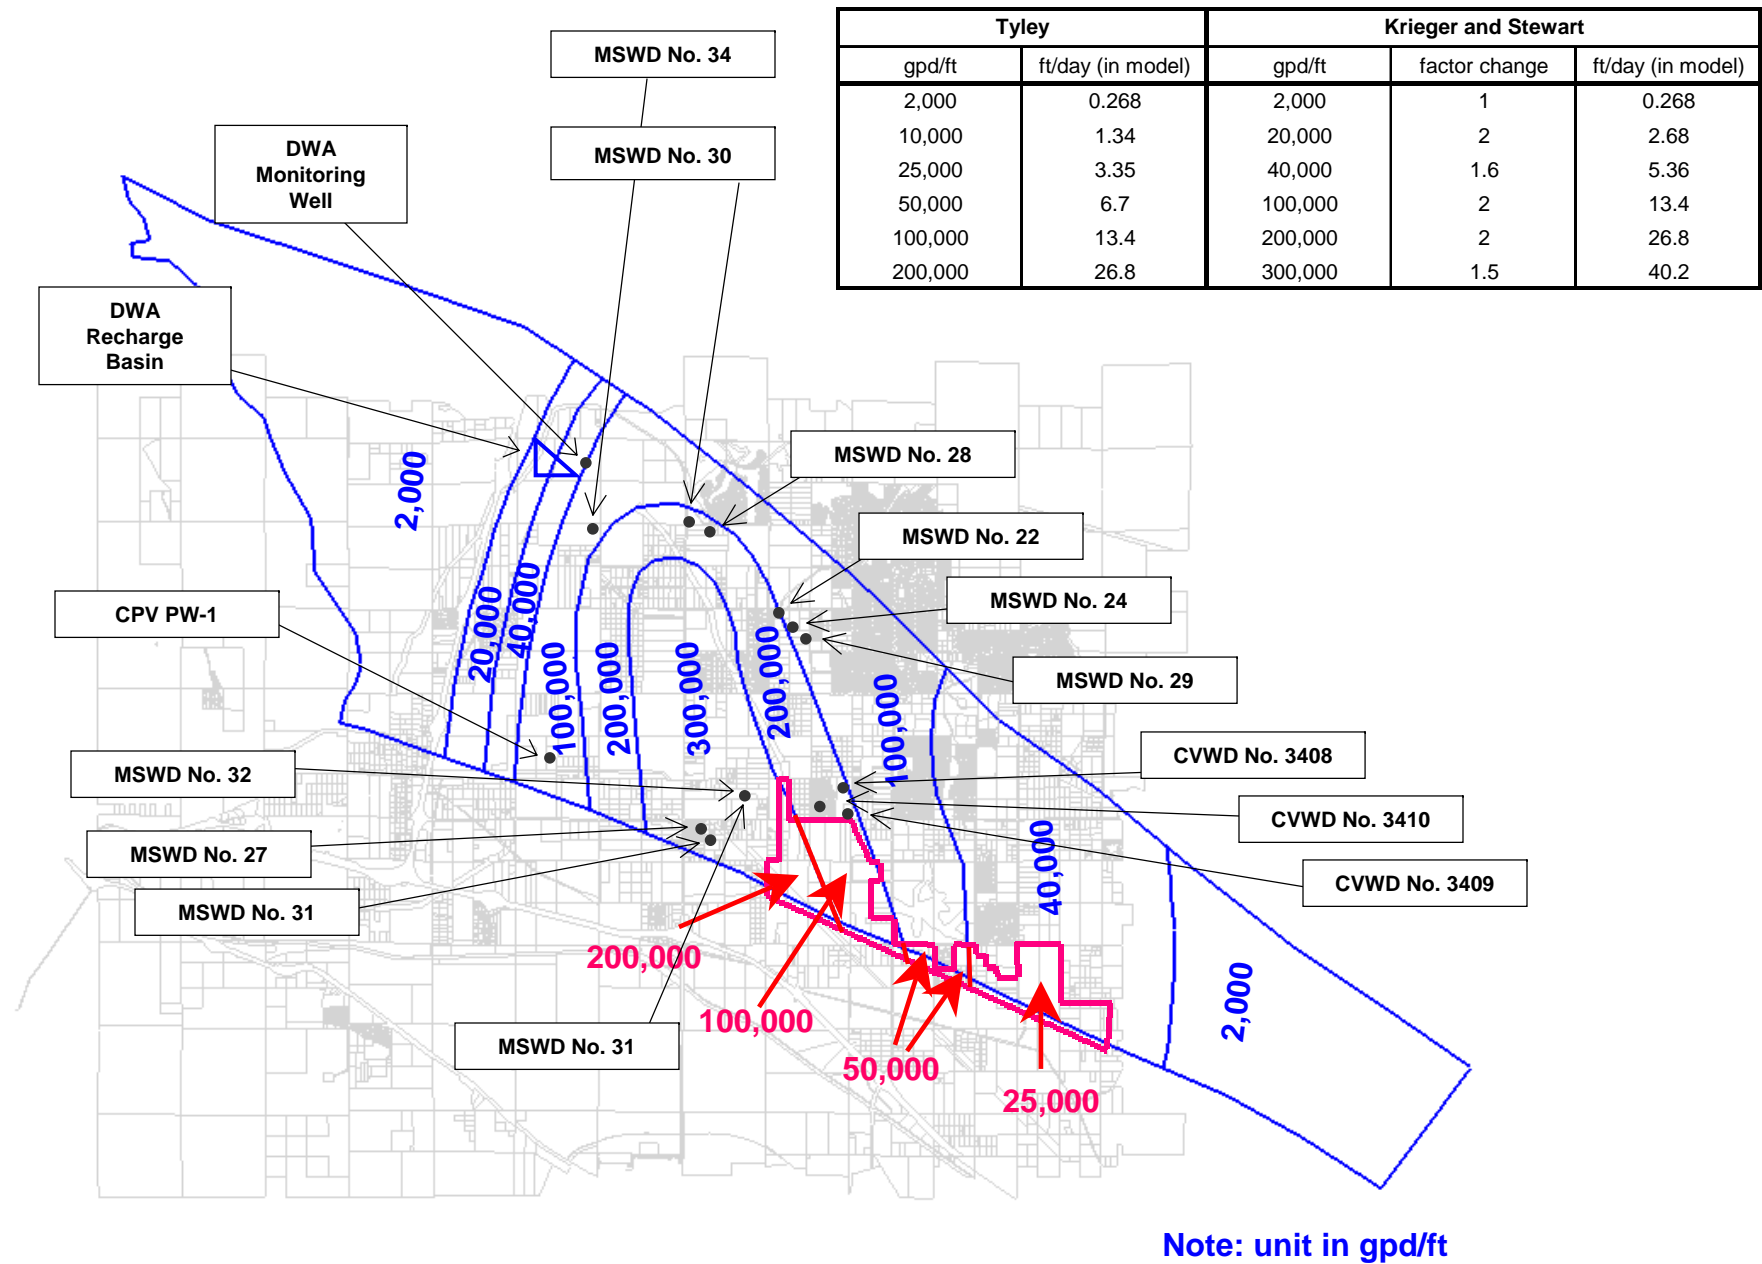 Tyley Krieger and Stewart
gpd/ft ft/day (in model) gpd/ft factor change ft/day (in model)
2,000 0.268 2,000 1 0.268
10,000 1.34 20,000 2 2.68
25,000 3.35 40,000 1.6 5.36
50,000 6.7 100,000 2 13.4
100,000 13.4 200,000 2 26.8
200,000 26.8 300,000 1.5 40.2
MSWD No. 34
MSWD No. 30
DWA
Monitoring
Well
DWA
Recharge
Basin
MSWD No. 28
MSWD No. 22
MSWD No. 24
MSWD No. 29
CPV PW-1
2,000
20,000
40,000
100,000
200,000
300,000
200,000
100,000
40,000
2,000
CVWD No. 3408
CVWD No. 3410
CVWD No. 3409
MSWD No. 32
MSWD No. 27
MSWD No. 31
MSWD No. 31
200,000
100,000
50,000
25,000
Note: unit in gpd/ft